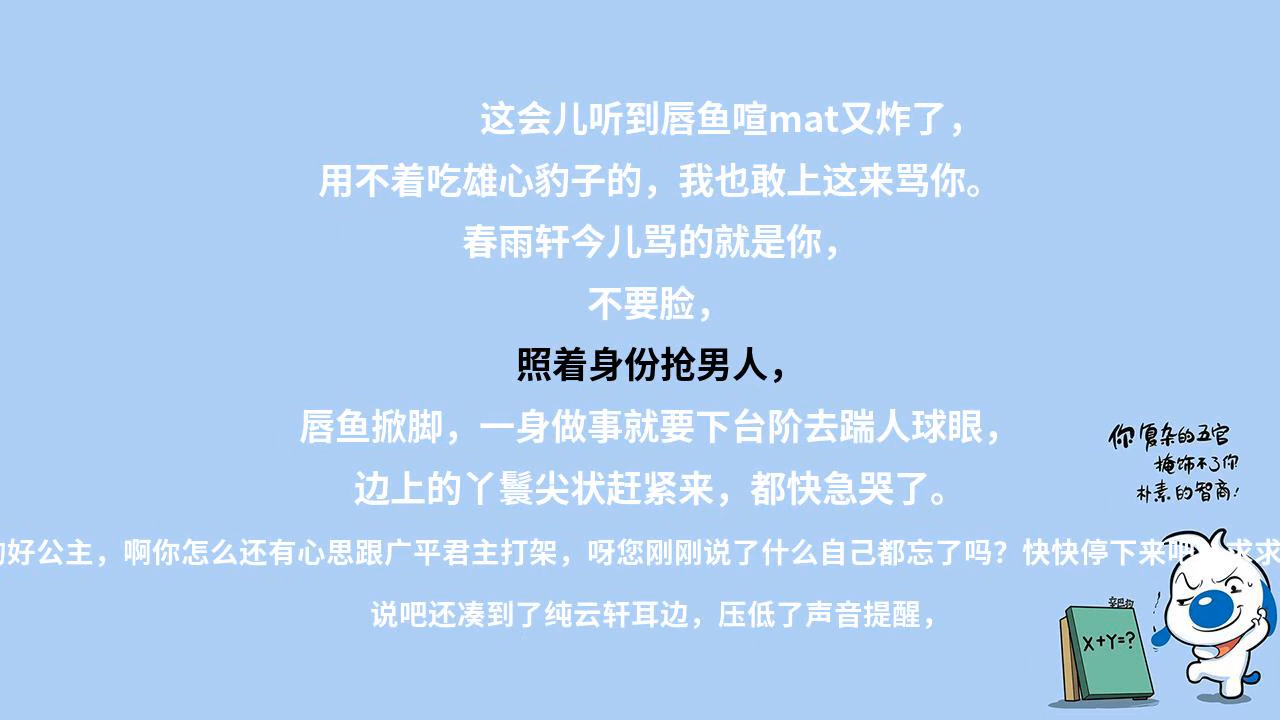 这会儿听到唇鱼喧mat又炸了，
用不着吃雄心豹子的，我也敢上这来骂你。
春雨轩今儿骂的就是你，
不要脸，
照着身份抢男人，
唇鱼掀脚，一身做事就要下台阶去踹人球眼，
边上的丫鬟尖状赶紧来，都快急哭了。
的好公主，啊你怎么还有心思跟广平君主打架，呀您刚刚说了什么自己都忘了吗？快快停下来吧，求求
说吧还凑到了纯云轩耳边，压低了声音提醒，
你复杂的五官
掩饰不了你
朴素的智商！
X+Y=?